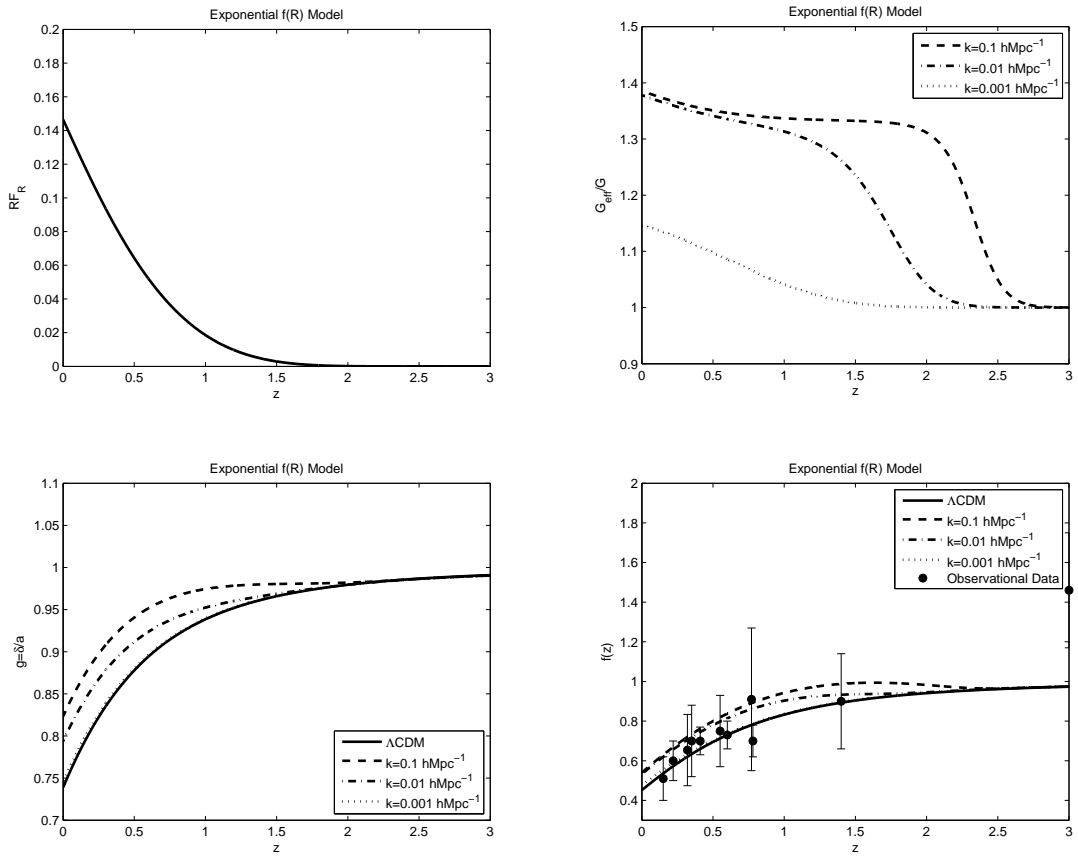 Exponential f(R) Model
0.2
0.18
0.16
0.14
0.12
0.1
0.08
0.06
0.04
0.02
0
RF_R
0 0.5 1 1.5 2 2.5 3
z
Exponential f(R) Model
1.5
1.4
1.3
1.2
1.1
1
0.9
G_eff/G
k=0.1 hMpc⁻¹
k=0.01 hMpc⁻¹
k=0.001 hMpc⁻¹
0 0.5 1 1.5 2 2.5 3
z
Exponential f(R) Model
1.1
1.05
1
0.95
0.9
0.85
0.8
0.75
0.7
g=δ/a
ΛCDM
k=0.1 hMpc⁻¹
k=0.01 hMpc⁻¹
k=0.001 hMpc⁻¹
0 0.5 1 1.5 2 2.5 3
z
Exponential f(R) Model
2
1.8
1.6
1.4
1.2
1
0.8
0.6
0.4
f(z)
ΛCDM
k=0.1 hMpc⁻¹
k=0.01 hMpc⁻¹
k=0.001 hMpc⁻¹
Observational Data
0 0.5 1 1.5 2 2.5 3
z